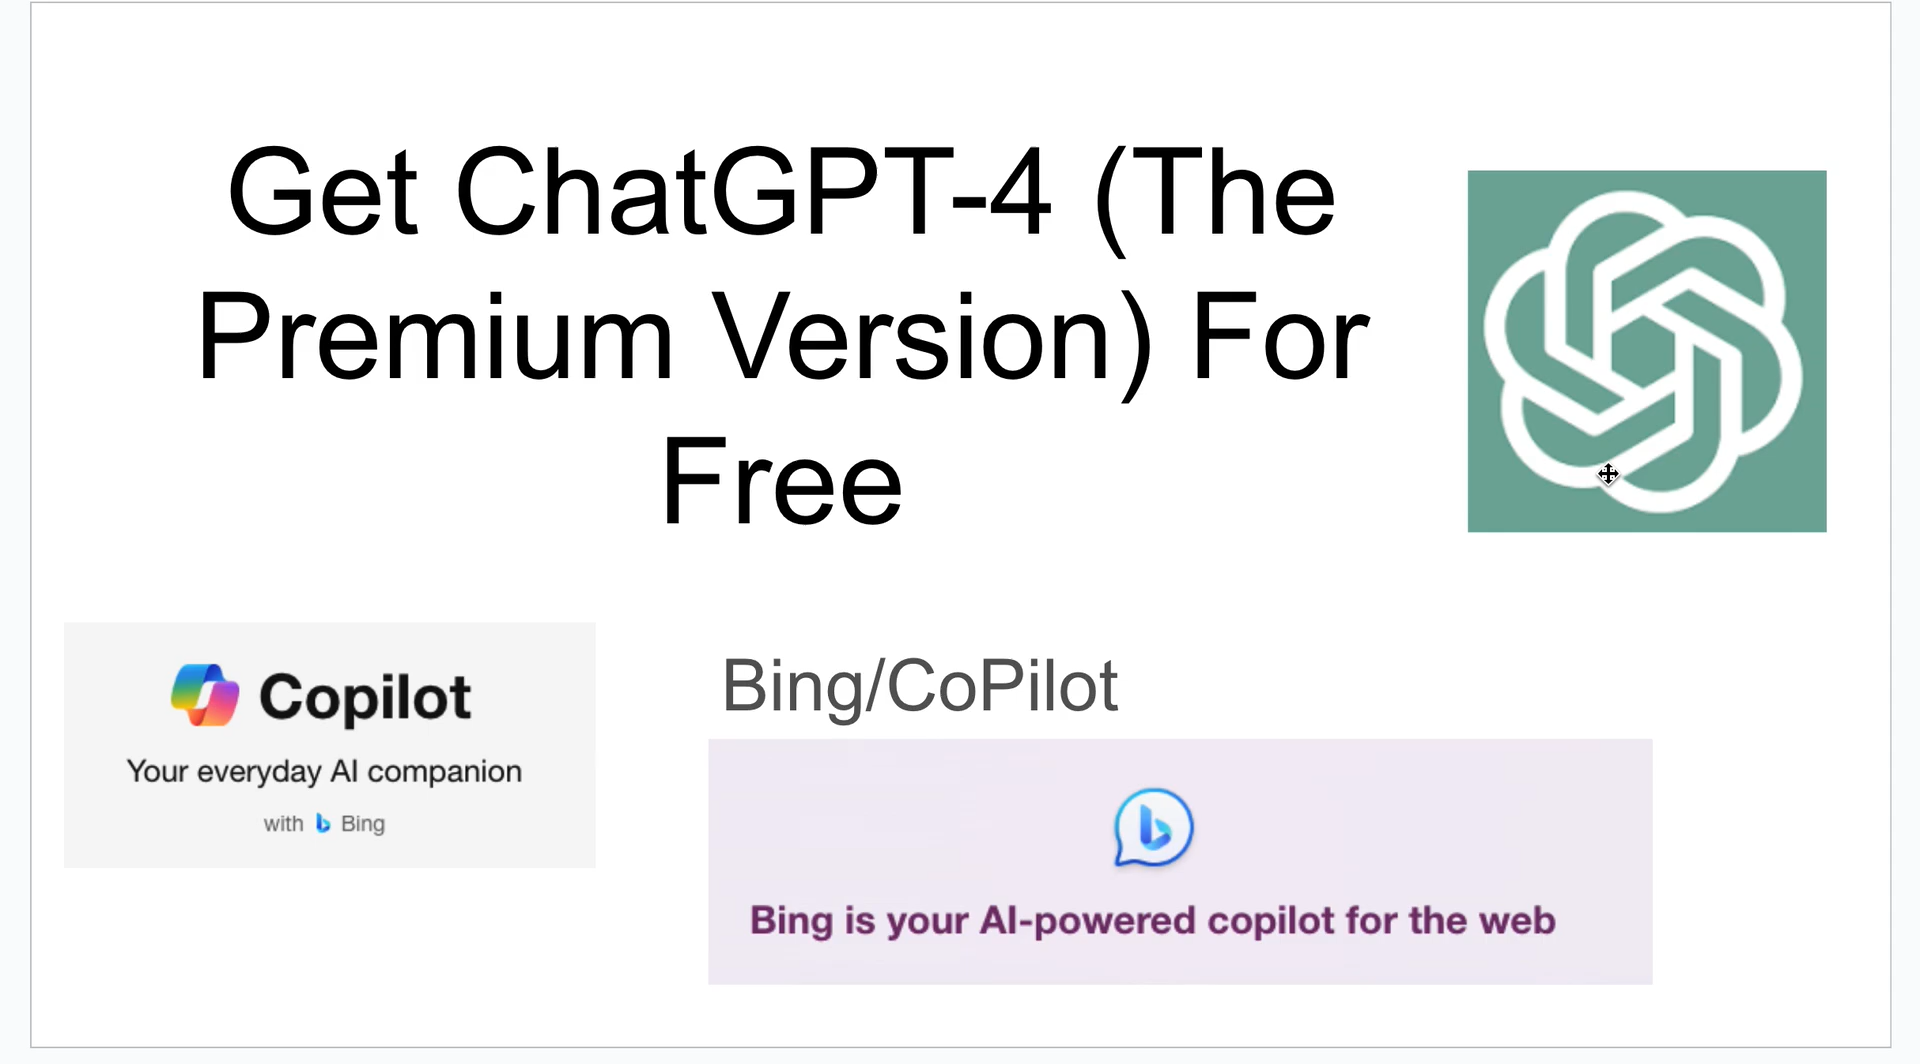 Get ChatGPT-4 (The
Premium Version) For
Free
Copilot
Your everyday AI companion
with Bing
Bing/CoPilot
Bing is your AI-powered copilot for the web